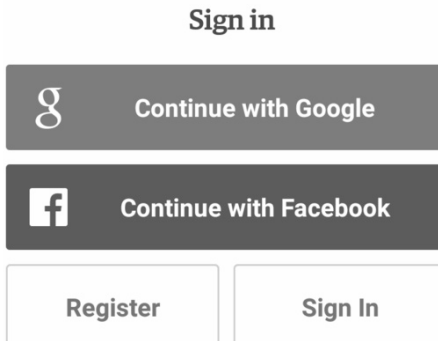 Sign in
g Continue with Google
f Continue with Facebook
Register Sign In